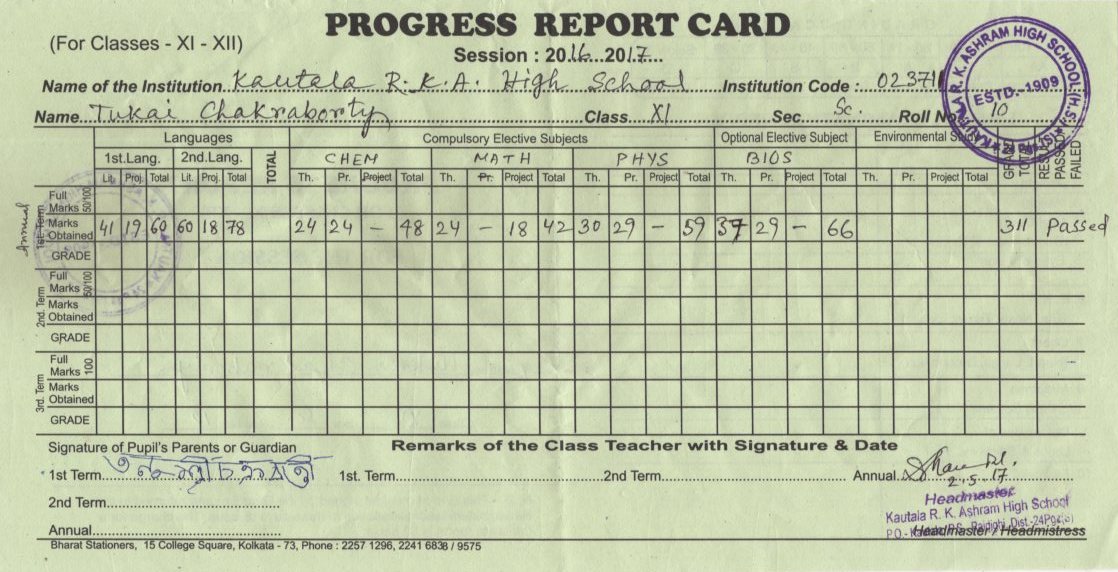 PROGRESS REPORT CARD
(For Classes - XI - XII)
Session : 2016...2017...
Name of the Institution Kautala R.K.A. High School Institution Code : 02371
Name Tukai Chakraborty Class XI Sec. Sc. Roll No 10
ESTD.-1909
Languages Compulsory Elective Subjects Optional Elective Subject Environmental
1st.Lang. 2nd.Lang. TOTAL CHEM MATH PHYS BIOS RESULT PASSED FAILED
Lit. Proj. Total Lit. Proj. Total Th. Pr. Project Total Th. Pr. Project Total Th. Pr. Project Total Th. Pr. Project Total Th. Pr. Project Total
Full Marks 50/100
Annual 1st. Term Marks Obtained 41 19 60 60 18 78 24 24 – 48 24 – 18 42 30 29 – 59 37 29 – 66 311 Passed
GRADE
Full Marks 50/100
2nd. Term Marks Obtained
GRADE
Full Marks 100
3rd. Term Marks Obtained
GRADE
Signature of Pupil's Parents or Guardian Remarks of the Class Teacher with Signature & Date
1st Term 1st. Term 2nd Term Annual
2.5.17
2nd Term
Headmaster
Kautala R. K. Ashram High School
Annual
Headmaster / Headmistress
Bharat Stationers, 15 College Square, Kolkata - 73, Phone : 2257 1296, 2241 6838 / 9575